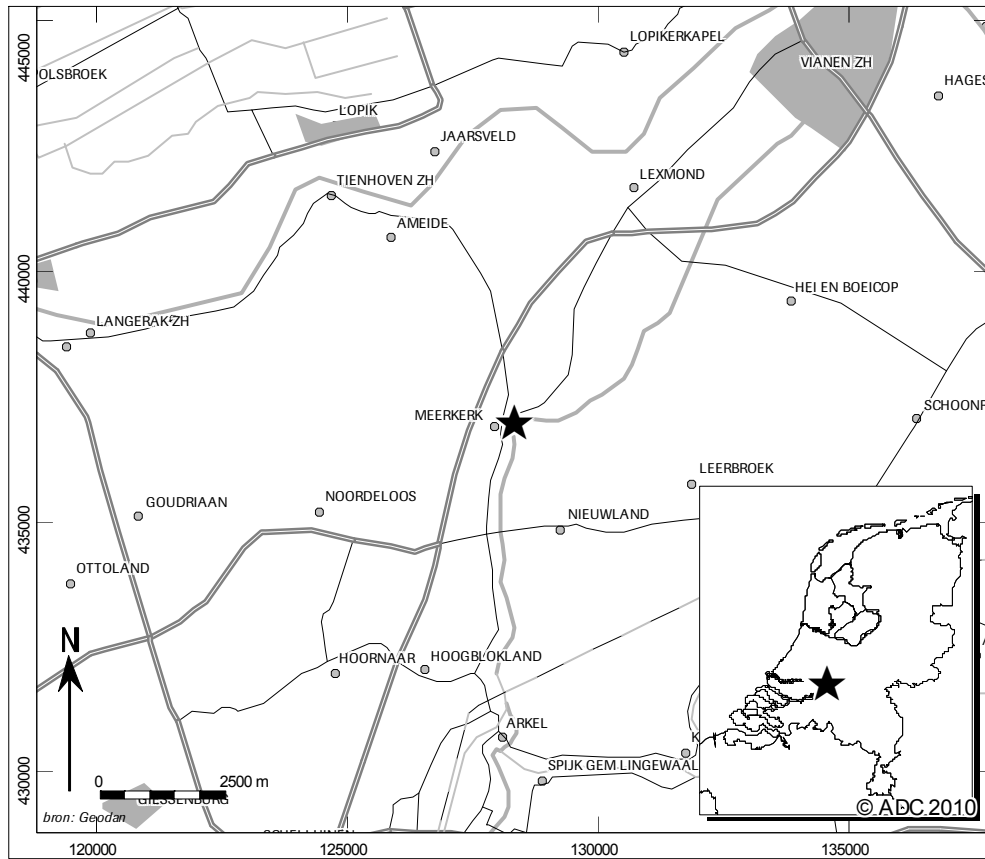 LOPIKERKAPEL
VIANEN ZH
OLSBROEK
HAGES
LOPIK
JAARSVELD
TIENHOVEN ZH
LEXMOND
AMEIDE
HEI EN BOEICOP
LANGERAK ZH
MEERKERK
SCHOONR
LEERBROEK
GOUDRIAAN
NOORDELOOS
NIEUWLAND
OTTOLAND
N
HOORNAAR
HOOGBLOKLAND
ARKEL
K
SPIJK GEM LINGEWAAL
0 2500 m
GIESSENBURG
bron: Geodan
SCHELLUINEN
© ADC 2010
445000
440000
435000
430000
120000 125000 130000 135000